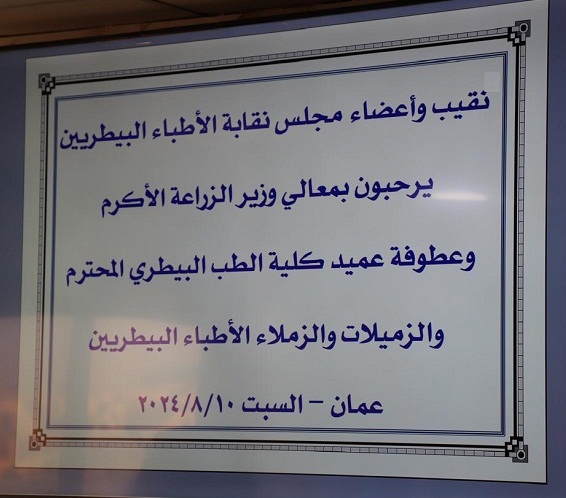 نقيب وأعضاء مجلس نقابة الأطباء البيطريين
يرحبون بمعالي وزير الزراعة الأكرم
وعطوفة عميد كلية الطب البيطري المحترم
والزميلات والزملاء الأطباء البيطريين
عمان – السبت ٢٠٢٤/٨/١٠